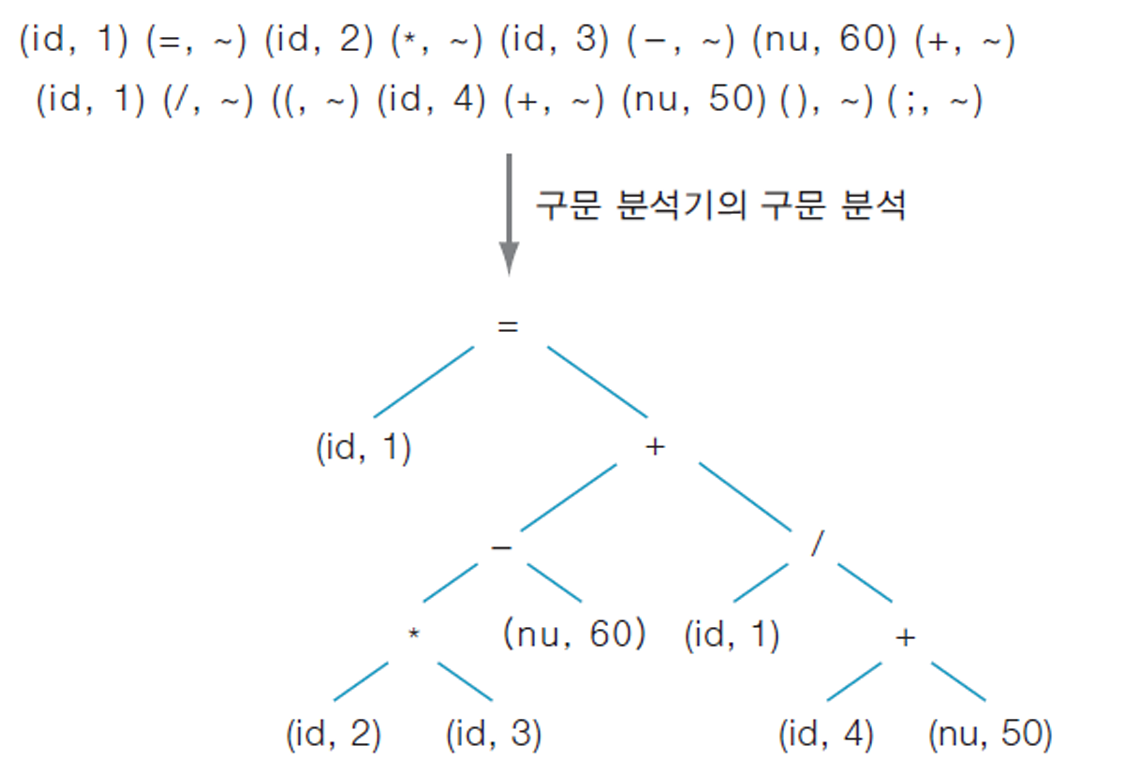 (id, 1) (=, ~) (id, 2) (*, ~) (id, 3) (−, ~) (nu, 60) (+, ~)
(id, 1) (/, ~) ((, ~) (id, 4) (+, ~) (nu, 50) (), ~) (;, ~)
구문 분석기의 구문 분석
=
(id, 1) +
− /
* (nu, 60) (id, 1) +
(id, 2) (id, 3) (id, 4) (nu, 50)